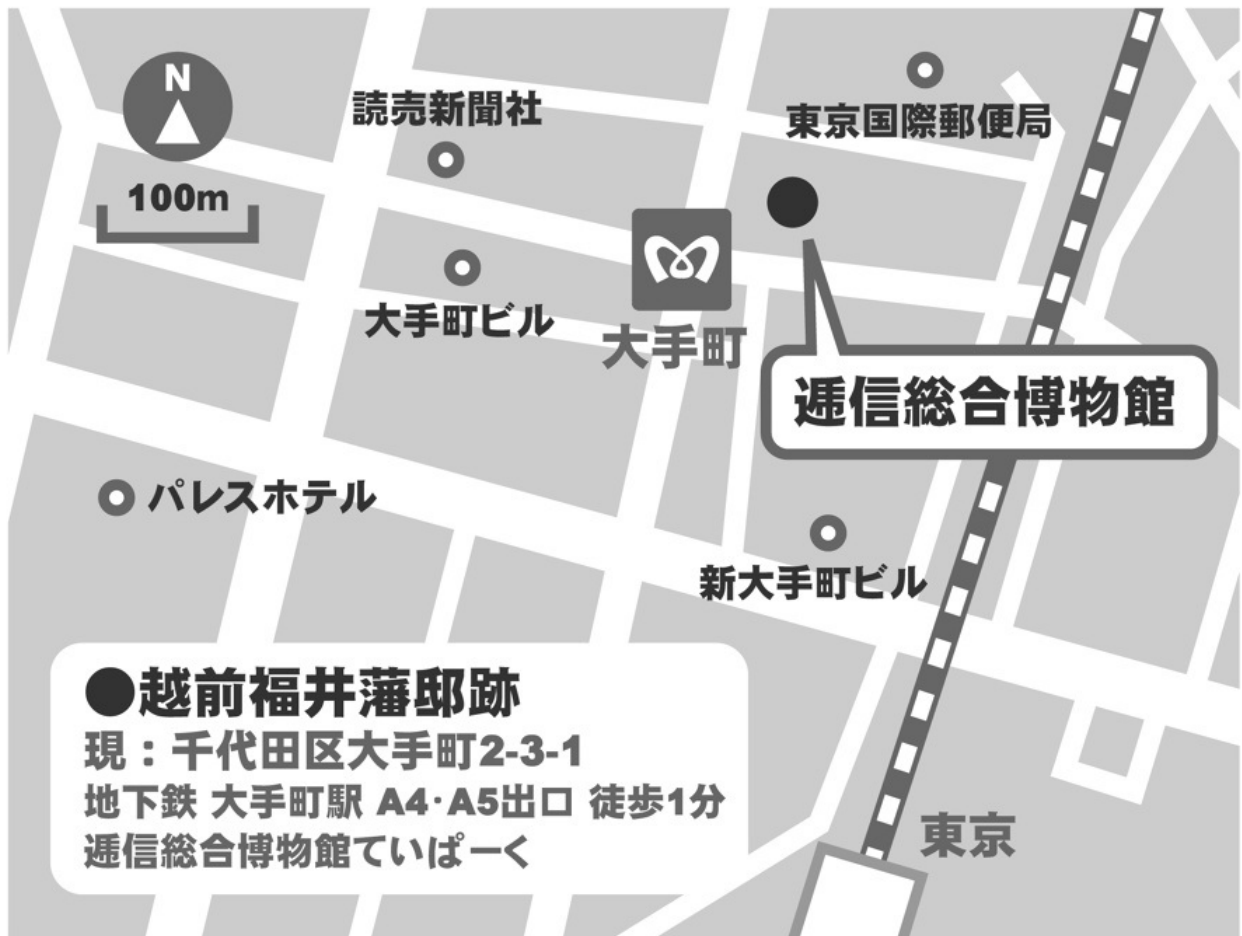 N
100m
読売新聞社
東京国際郵便局
大手町ビル
大手町
逓信総合博物館
パレスホテル
新大手町ビル
●越前福井藩邸跡
現：千代田区大手町2-3-1
地下鉄 大手町駅 A4･A5出口 徒歩1分
逓信総合博物館ていぱーく
東京